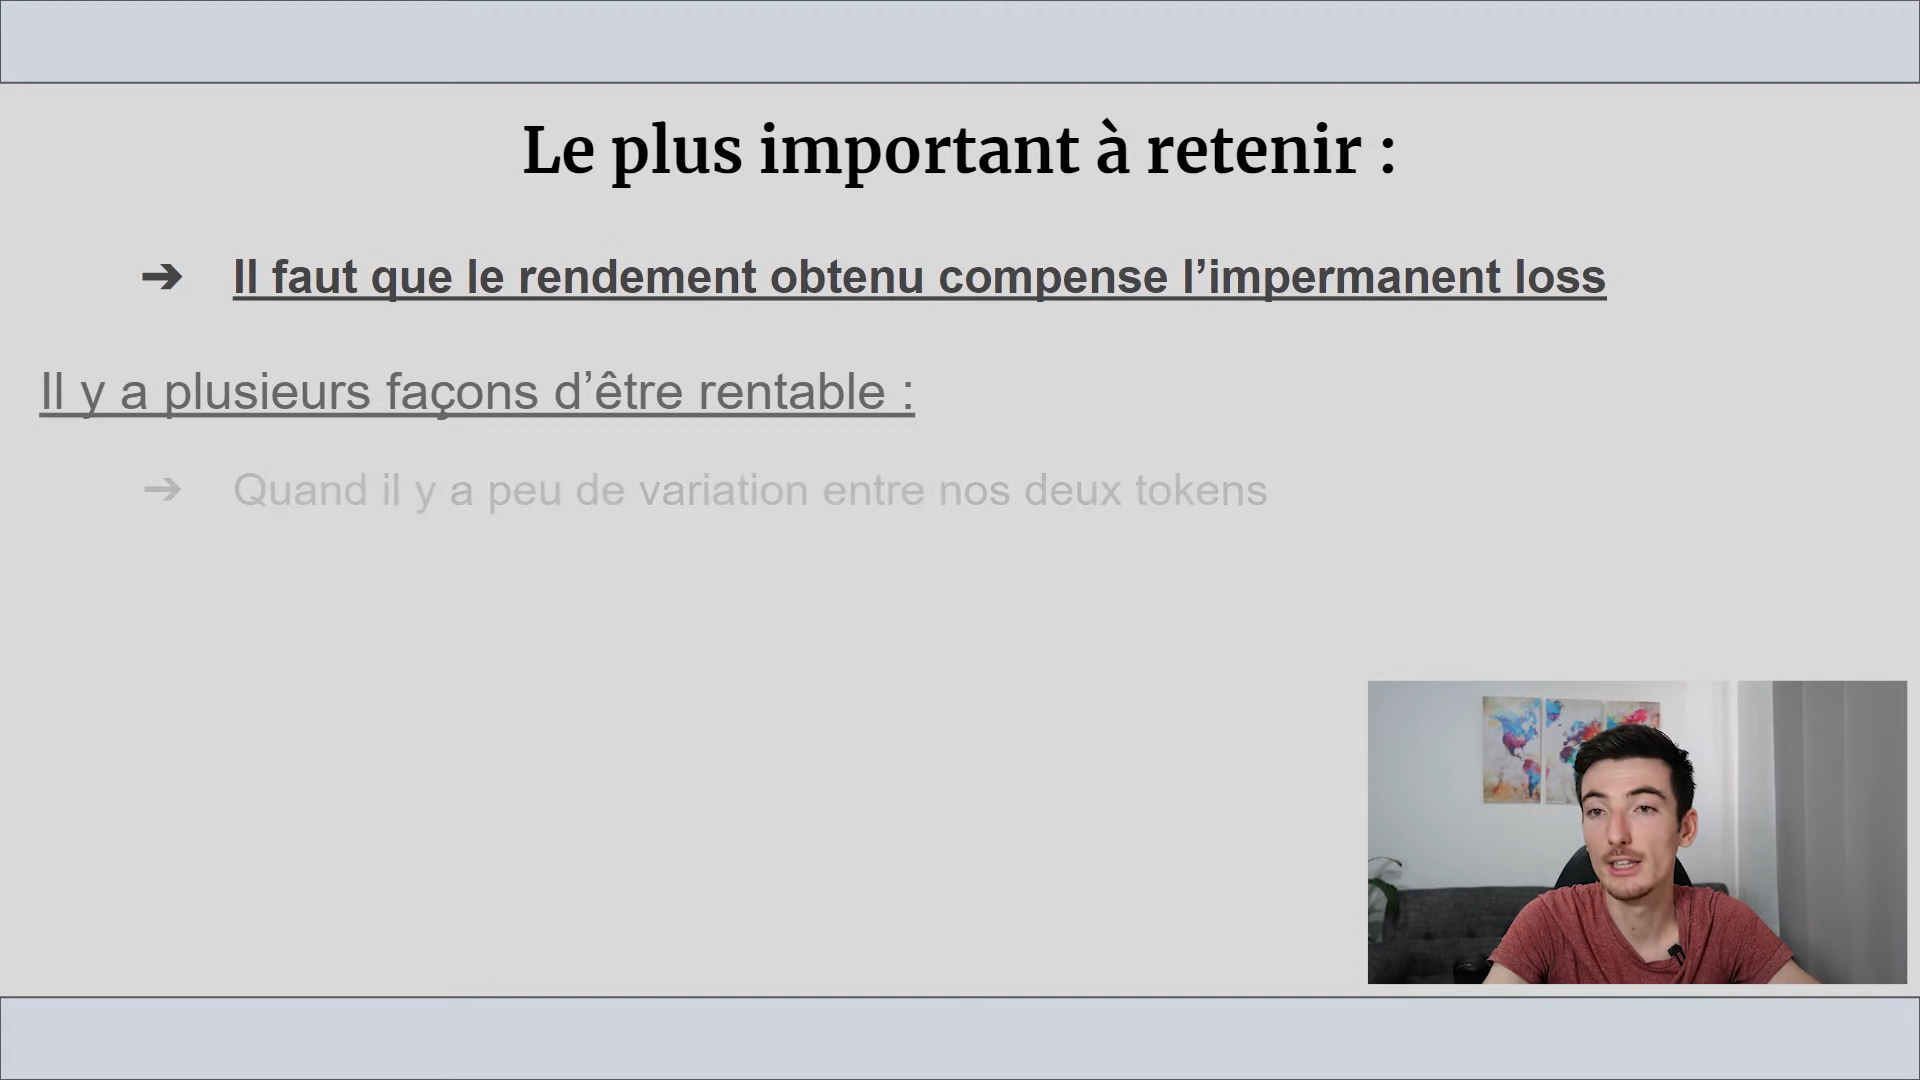 Le plus important à retenir :
➔ Il faut que le rendement obtenu compense l’impermanent loss
Il y a plusieurs façons d’être rentable :
➔ Quand il y a peu de variation entre nos deux tokens